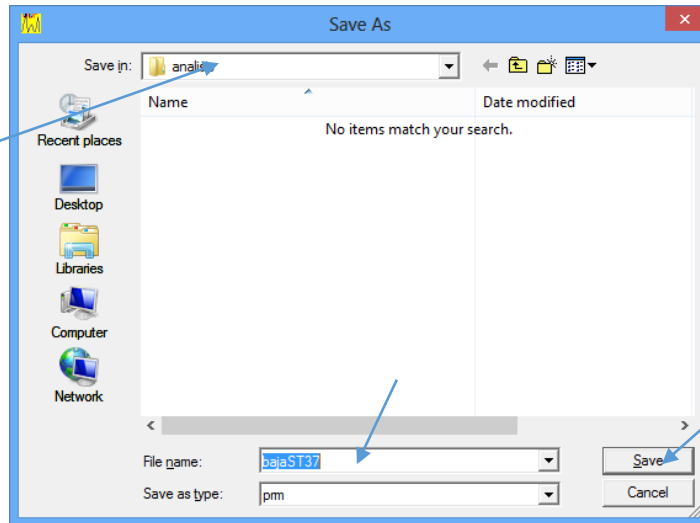 Save As
Save in:
Name Date modified
No items match your search.
Recent places
Desktop
Libraries
Computer
Network
File name: bajaST37
Save as type: prm
Save
Cancel